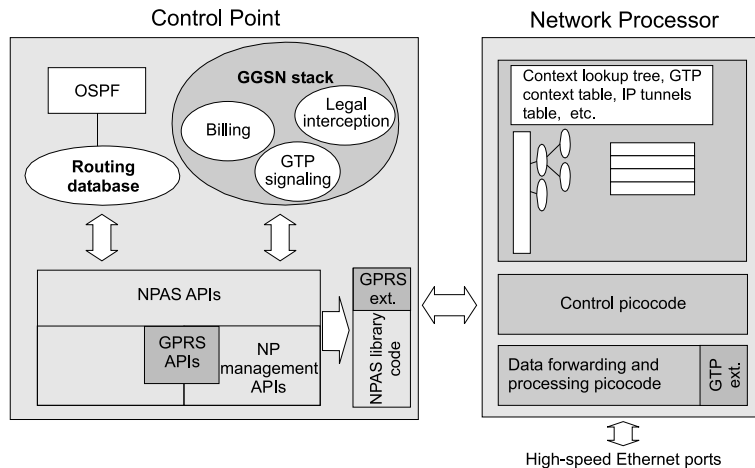 Control Point
OSPF
Routing
database
GGSN stack
Billing
Legal
interception
GTP
signaling
NPAS APIs
GPRS
APIs
NP
management
APIs
GPRS
ext.
NPAS library
code
Network Processor
Context lookup tree, GTP
context table, IP tunnels
table, etc.
Control picocode
Data forwarding and
processing picocode
GTP
ext.
High-speed Ethernet ports